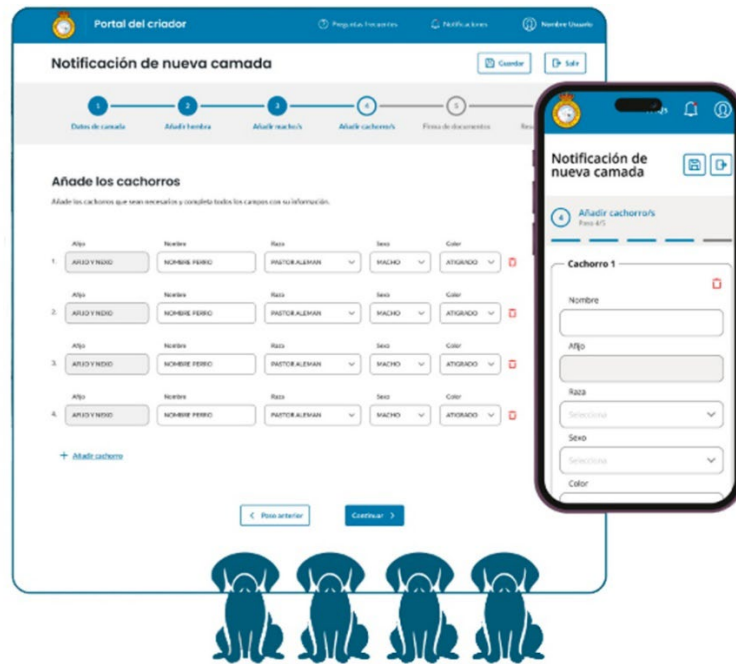 Portal del criador
Preguntas frecuentes
Notificaciones
Nombre Usuario
Notificación de nueva camada
Guardar
Salir
1
2
3
4
5
Datos de camada
Añadir hembra
Añadir macho/s
Añadir cachorro/s
Firma de documentos
Añade los cachorros
Añade los cachorros que sean necesarios y completa todos los campos con su información.
Afijo Nombre Raza Sexo Color
1. AFIJO Y NEXO NOMBRE PERRO PASTOR ALEMAN MACHO ATIGRADO
Afijo Nombre Raza Sexo Color
2. AFIJO Y NEXO NOMBRE PERRO PASTOR ALEMAN MACHO ATIGRADO
Afijo Nombre Raza Sexo Color
3. AFIJO Y NEXO NOMBRE PERRO PASTOR ALEMAN MACHO ATIGRADO
Afijo Nombre Raza Sexo Color
4. AFIJO Y NEXO NOMBRE PERRO PASTOR ALEMAN MACHO ATIGRADO
+ Añadir cachorro
< Paso anterior
Continuar >
Notificación de
nueva camada
4 Añadir cachorro/s
Paso 4/5
Cachorro 1
Nombre
Afijo
Raza
Selecciona
Sexo
Selecciona
Color